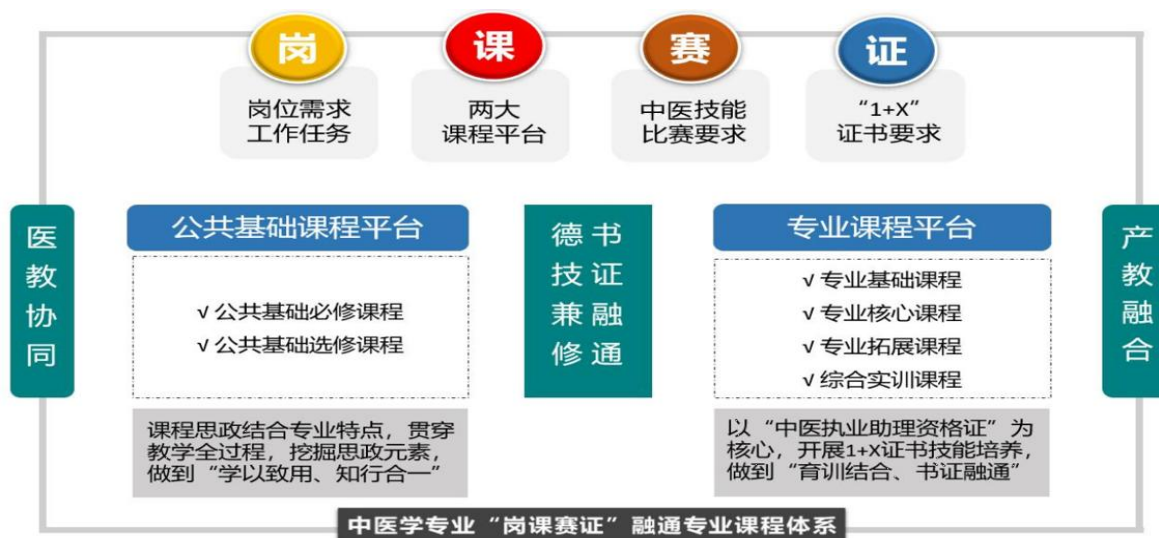 岗
课
赛
证
岗位需求
工作任务
两大
课程平台
中医技能
比赛要求
“1+X”
证书要求
医教协同
公共基础课程平台
√ 公共基础必修课程
√ 公共基础选修课程
课程思政结合专业特点，贯穿
教学全过程，挖掘思政元素，
做到“学以致用、知行合一”
德技兼修
书证融通
专业课程平台
√ 专业基础课程
√ 专业核心课程
√ 专业拓展课程
√ 综合实训课程
以“中医执业助理资格证”为
核心，开展1+X证书技能培养，
做到“育训结合、书证融通”
产教融合
中医学专业“岗课赛证”融通专业课程体系